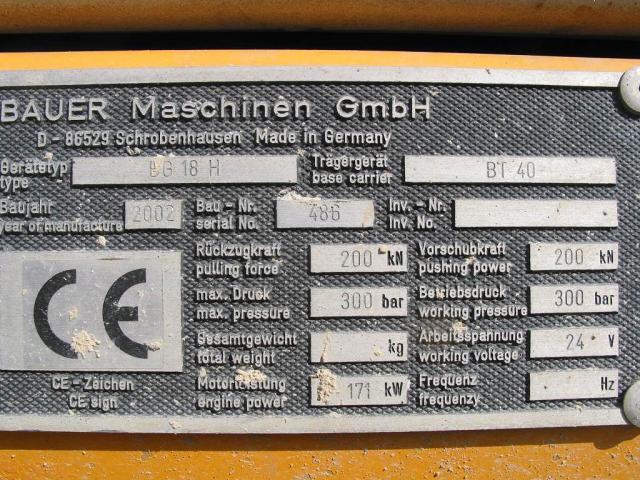 BAUER Maschinen GmbH
D-86529 Schrobenhausen Made in Germany
Gerätetyp BG 18 H Trägergerät BT 40
type base carrier
Baujahr 2002 Bau-Nr. 486 Inv.-Nr.
year of manufacture serial No. Inv. No.
Rückzugkraft 200 kN Vorschubkraft 200 kN
pulling force pushing power
max. Druck 300 bar Betriebsdruck 300 bar
max. pressure working pressure
Gesamtgewicht kg Arbeitsspannung 24 V
total weight working voltage
CE
CE-Zeichen Motorleistung 171 kW Frequenz Hz
CE sign engine power frequency